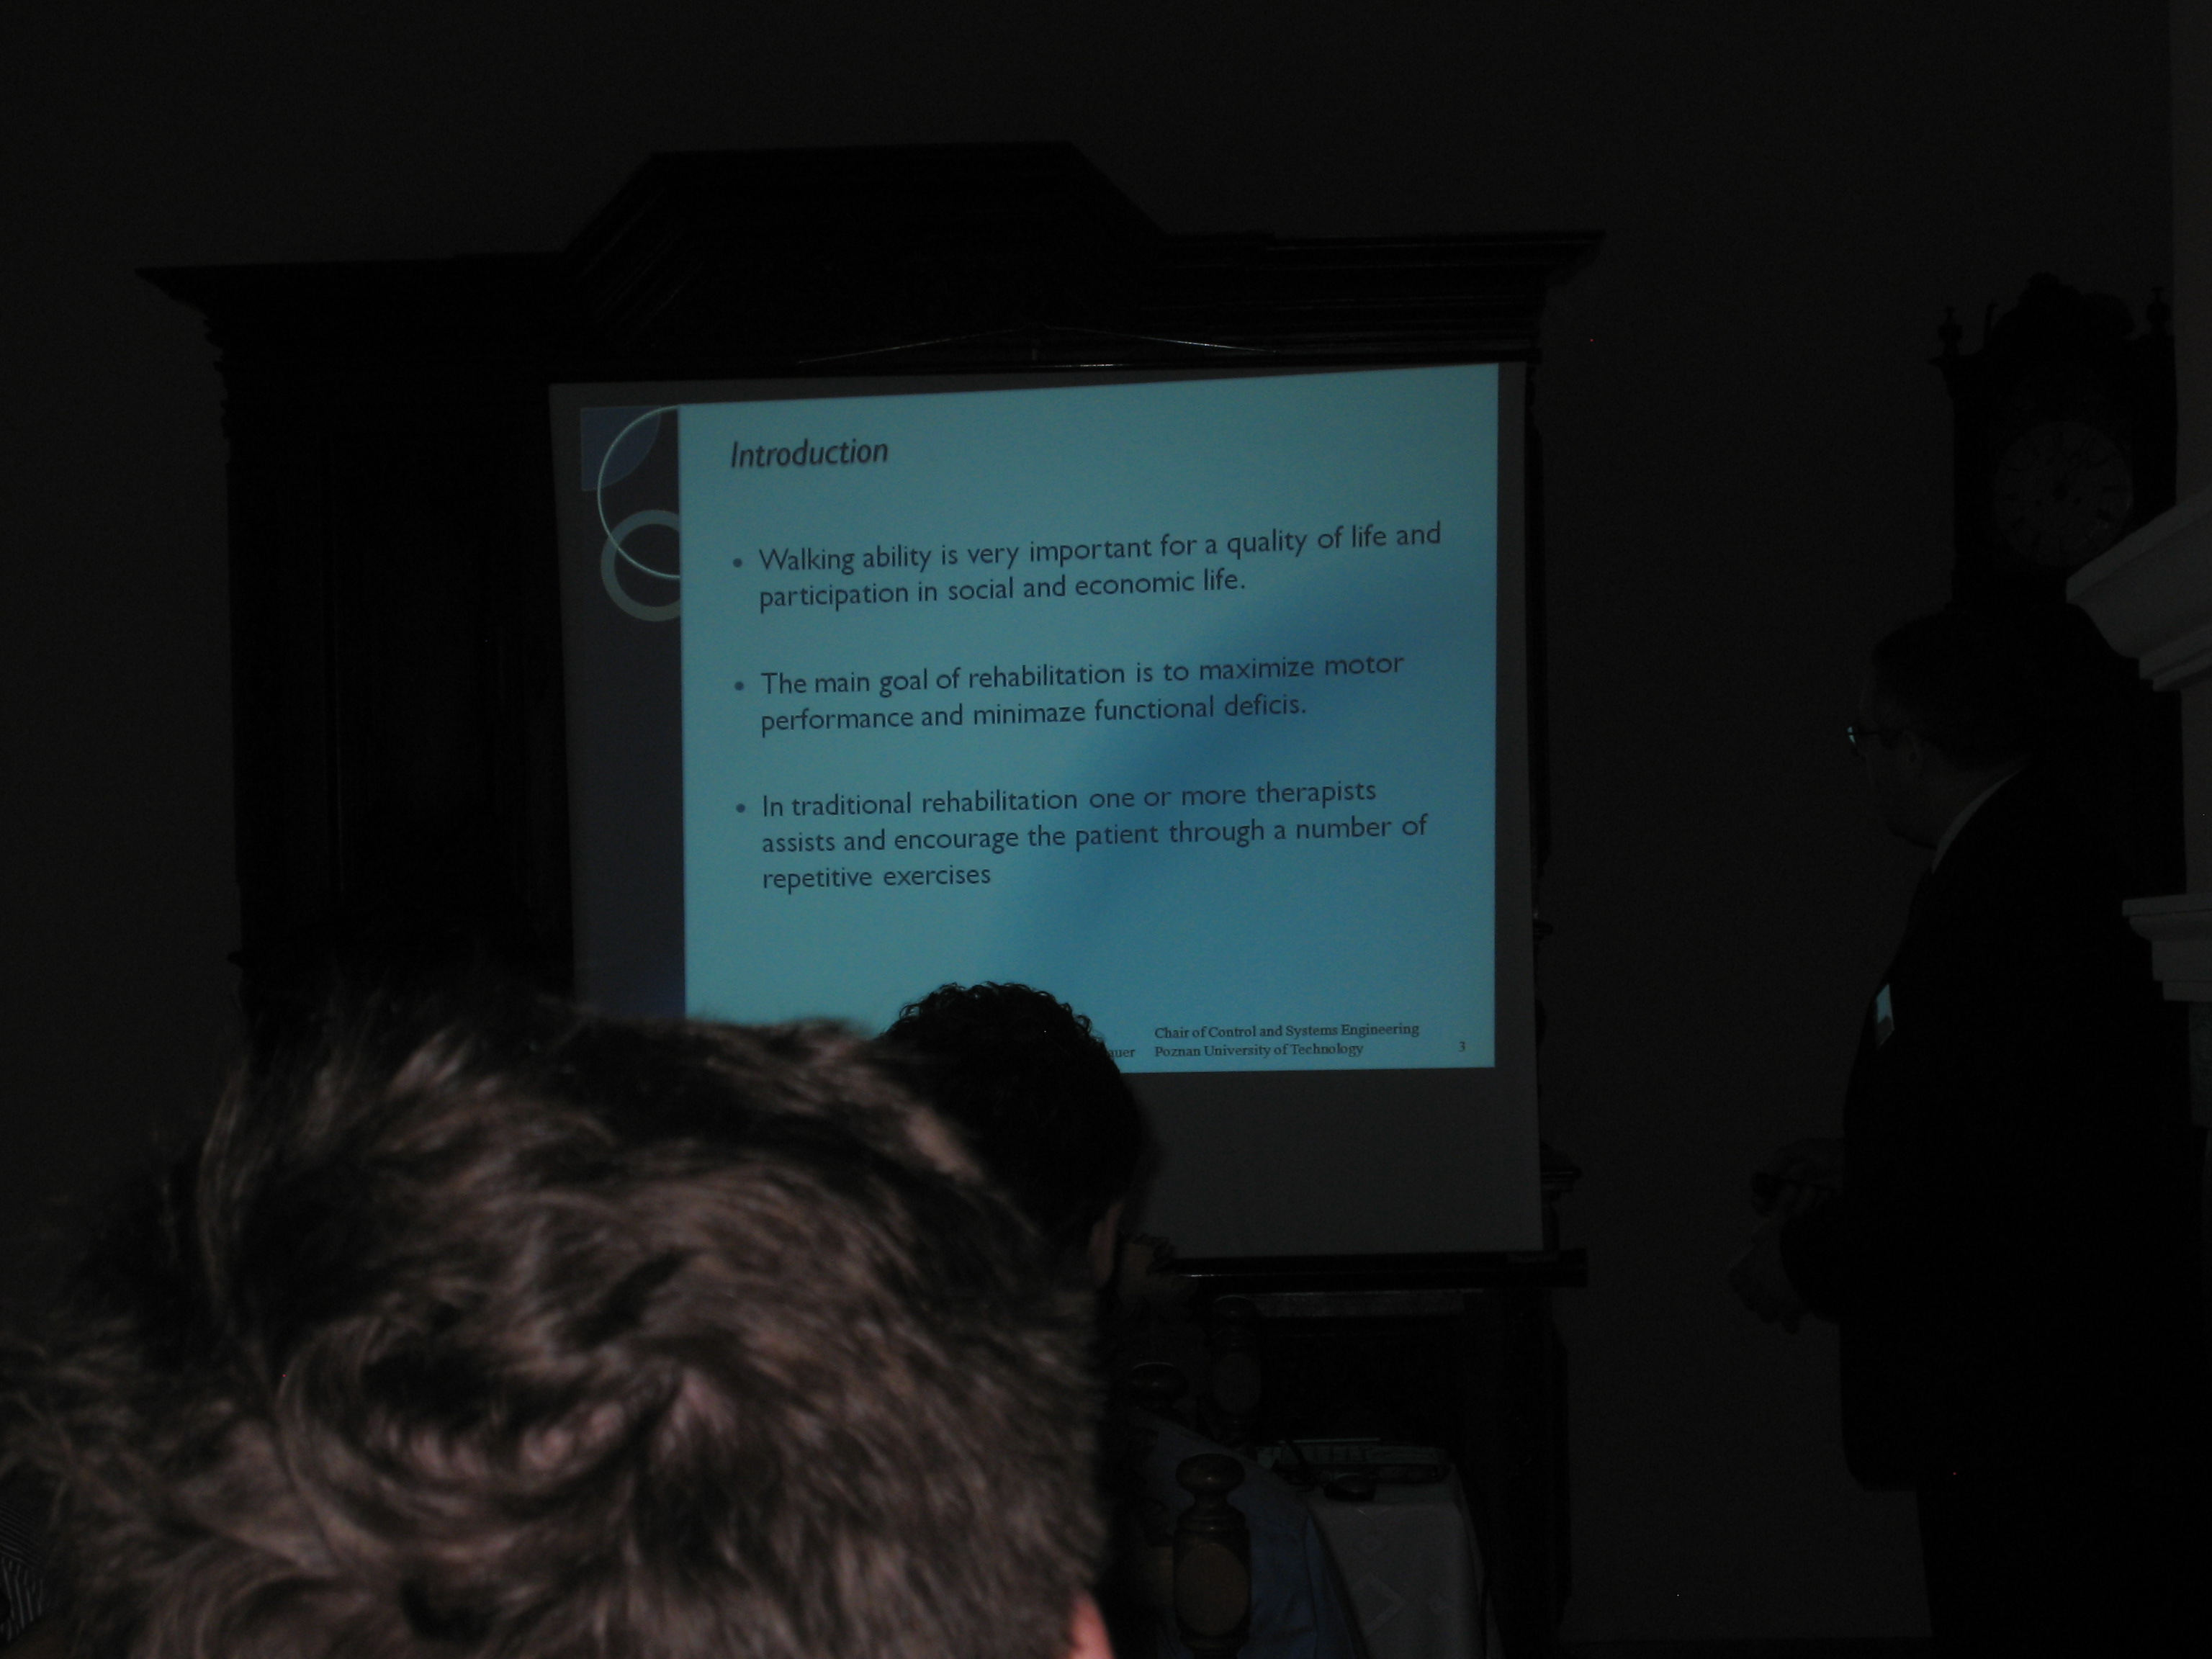 Introduction
• Walking ability is very important for a quality of life and
participation in social and economic life.
• The main goal of rehabilitation is to maximize motor
performance and minimaze functional deficis.
• In traditional rehabilitation one or more therapists
assists and encourage the patient through a number of
repetitive exercises
Chair of Control and Systems Engineering
Poznan University of Technology
3